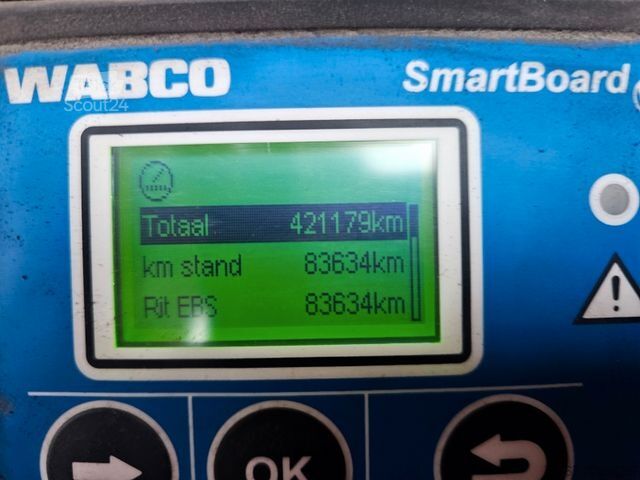 WABCO
SmartBoard
Scout24
Totaal 421179km
km stand 83634km
Rit EBS 83634km
OK